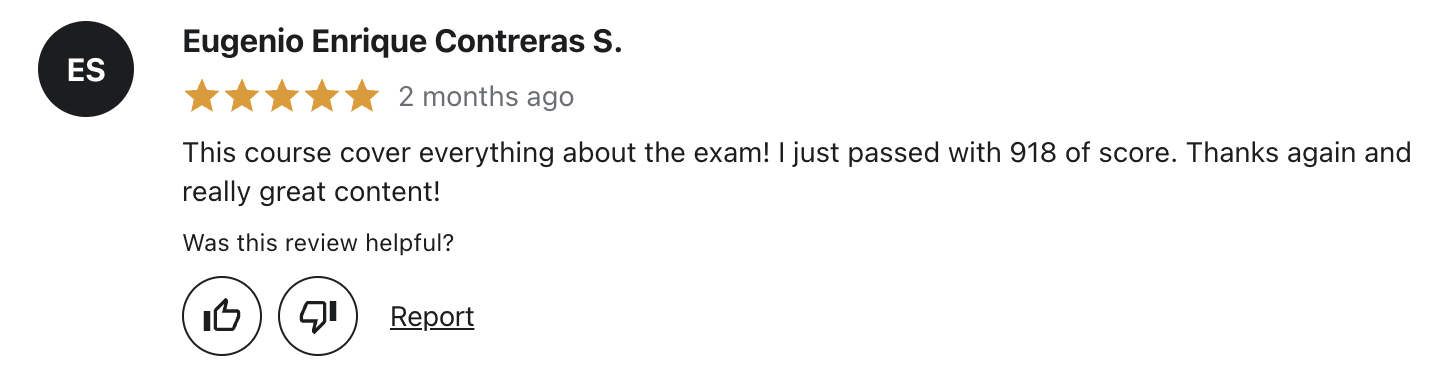 ES
Eugenio Enrique Contreras S.
2 months ago
This course cover everything about the exam! I just passed with 918 of score. Thanks again and
really great content!
Was this review helpful?
Report